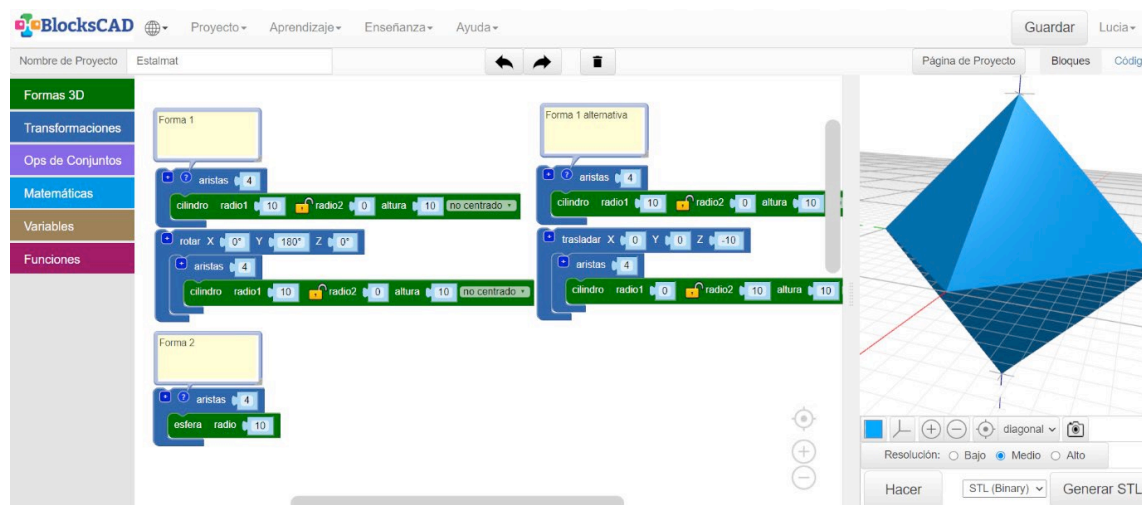 BlocksCAD Proyecto Aprendizaje Enseñanza Ayuda Guardar Lucia
Nombre de Proyecto Estalmat Página de Proyecto Bloques Códig
Formas 3D
Transformaciones
Ops de Conjuntos
Matemáticas
Variables
Funciones
Forma 1
+ ? aristas 4
cilindro radio1 10 radio2 0 altura 10 no centrado
+ rotar X 0° Y 180° Z 0°
+ aristas 4
cilindro radio1 10 radio2 0 altura 10 no centrado
Forma 2
+ ? aristas 4
esfera radio 10
Forma 1 alternativa
+ ? aristas 4
cilindro radio1 10 radio2 0 altura 10
+ trasladar X 0 Y 0 Z -10
+ aristas 4
cilindro radio1 0 radio2 10 altura 10
diagonal
Resolución: Bajo Medio Alto
Hacer STL (Binary) Generar STL